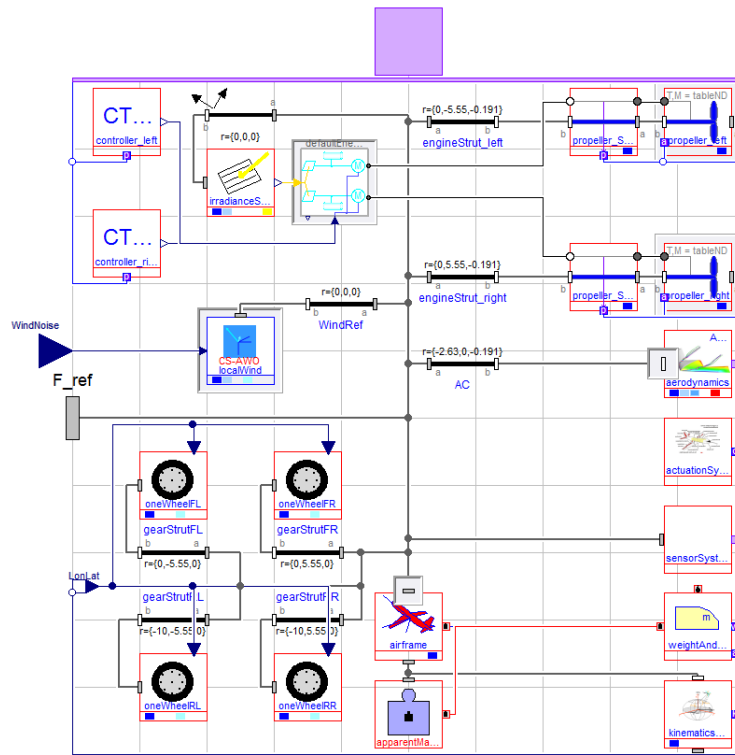 CT...
controller_left
p
b
a
r={0,0,0}
irradianceS...
defaultEne...
M
M
r={0,-5.55,-0.191}
a
b
engineStrut_left
b
a
propeller_S...
p
T,M = tableND
propeller_left
a
CT...
controller_ri...
p
r={0,5.55,-0.191}
a
b
engineStrut_right
b
a
propeller_S...
p
T,M = tableND
propeller_right
a
r={0,0,0}
b
a
WindRef
WindNoise
CS-AWO
localWind
F_ref
r={-2.63,0,-0.191}
a
b
AC
A...
aerodynamics
actuationSy...
oneWheelFL
oneWheelFR
gearStrutFL
gearStrutFR
b
a
b
a
r={0,-5.55,0}
r={0,5.55,0}
sensorSyst...
LonLat
gearStrutRL
gearStrutRR
b
a
b
a
r={-10,-5.55,0}
r={-10,5.55,0}
airframe
m
weightAnd...
oneWheelRL
oneWheelRR
apparentMa...
kinematics...